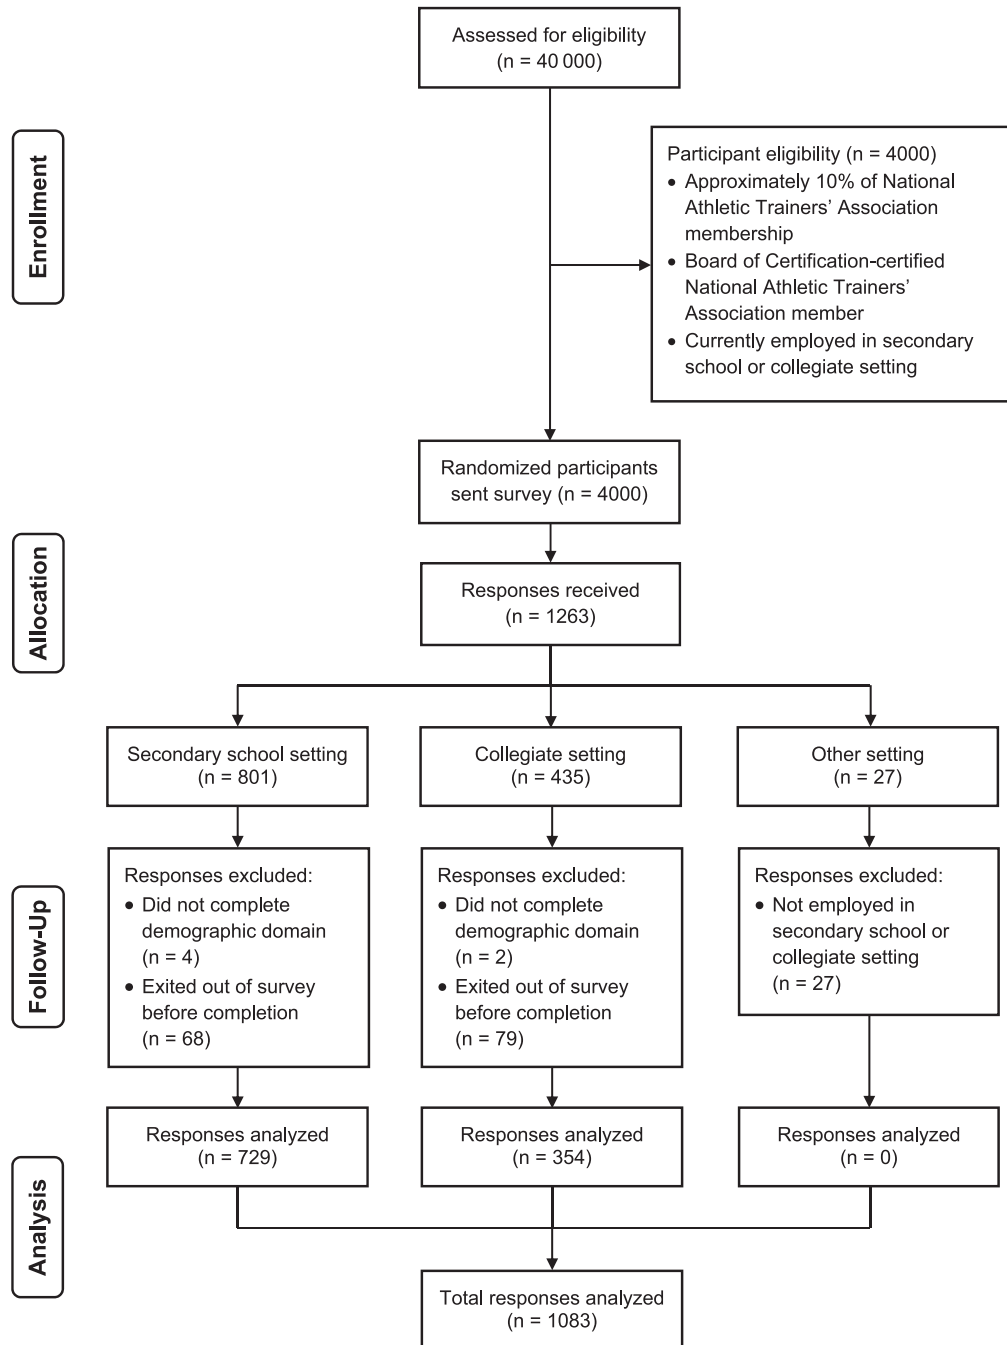 Assessed for eligibility
(n = 40 000)
Enrollment
Participant eligibility (n = 4000)
• Approximately 10% of National
Athletic Trainers’ Association
membership
• Board of Certification-certified
National Athletic Trainers’
Association member
• Currently employed in secondary
school or collegiate setting
Randomized participants
sent survey (n = 4000)
Allocation
Responses received
(n = 1263)
Secondary school setting
(n = 801)
Collegiate setting
(n = 435)
Other setting
(n = 27)
Follow-Up
Responses excluded:
• Did not complete
demographic domain
(n = 4)
• Exited out of survey
before completion
(n = 68)
Responses excluded:
• Did not complete
demographic domain
(n = 2)
• Exited out of survey
before completion
(n = 79)
Responses excluded:
• Not employed in
secondary school or
collegiate setting
(n = 27)
Analysis
Responses analyzed
(n = 729)
Responses analyzed
(n = 354)
Responses analyzed
(n = 0)
Total responses analyzed
(n = 1083)